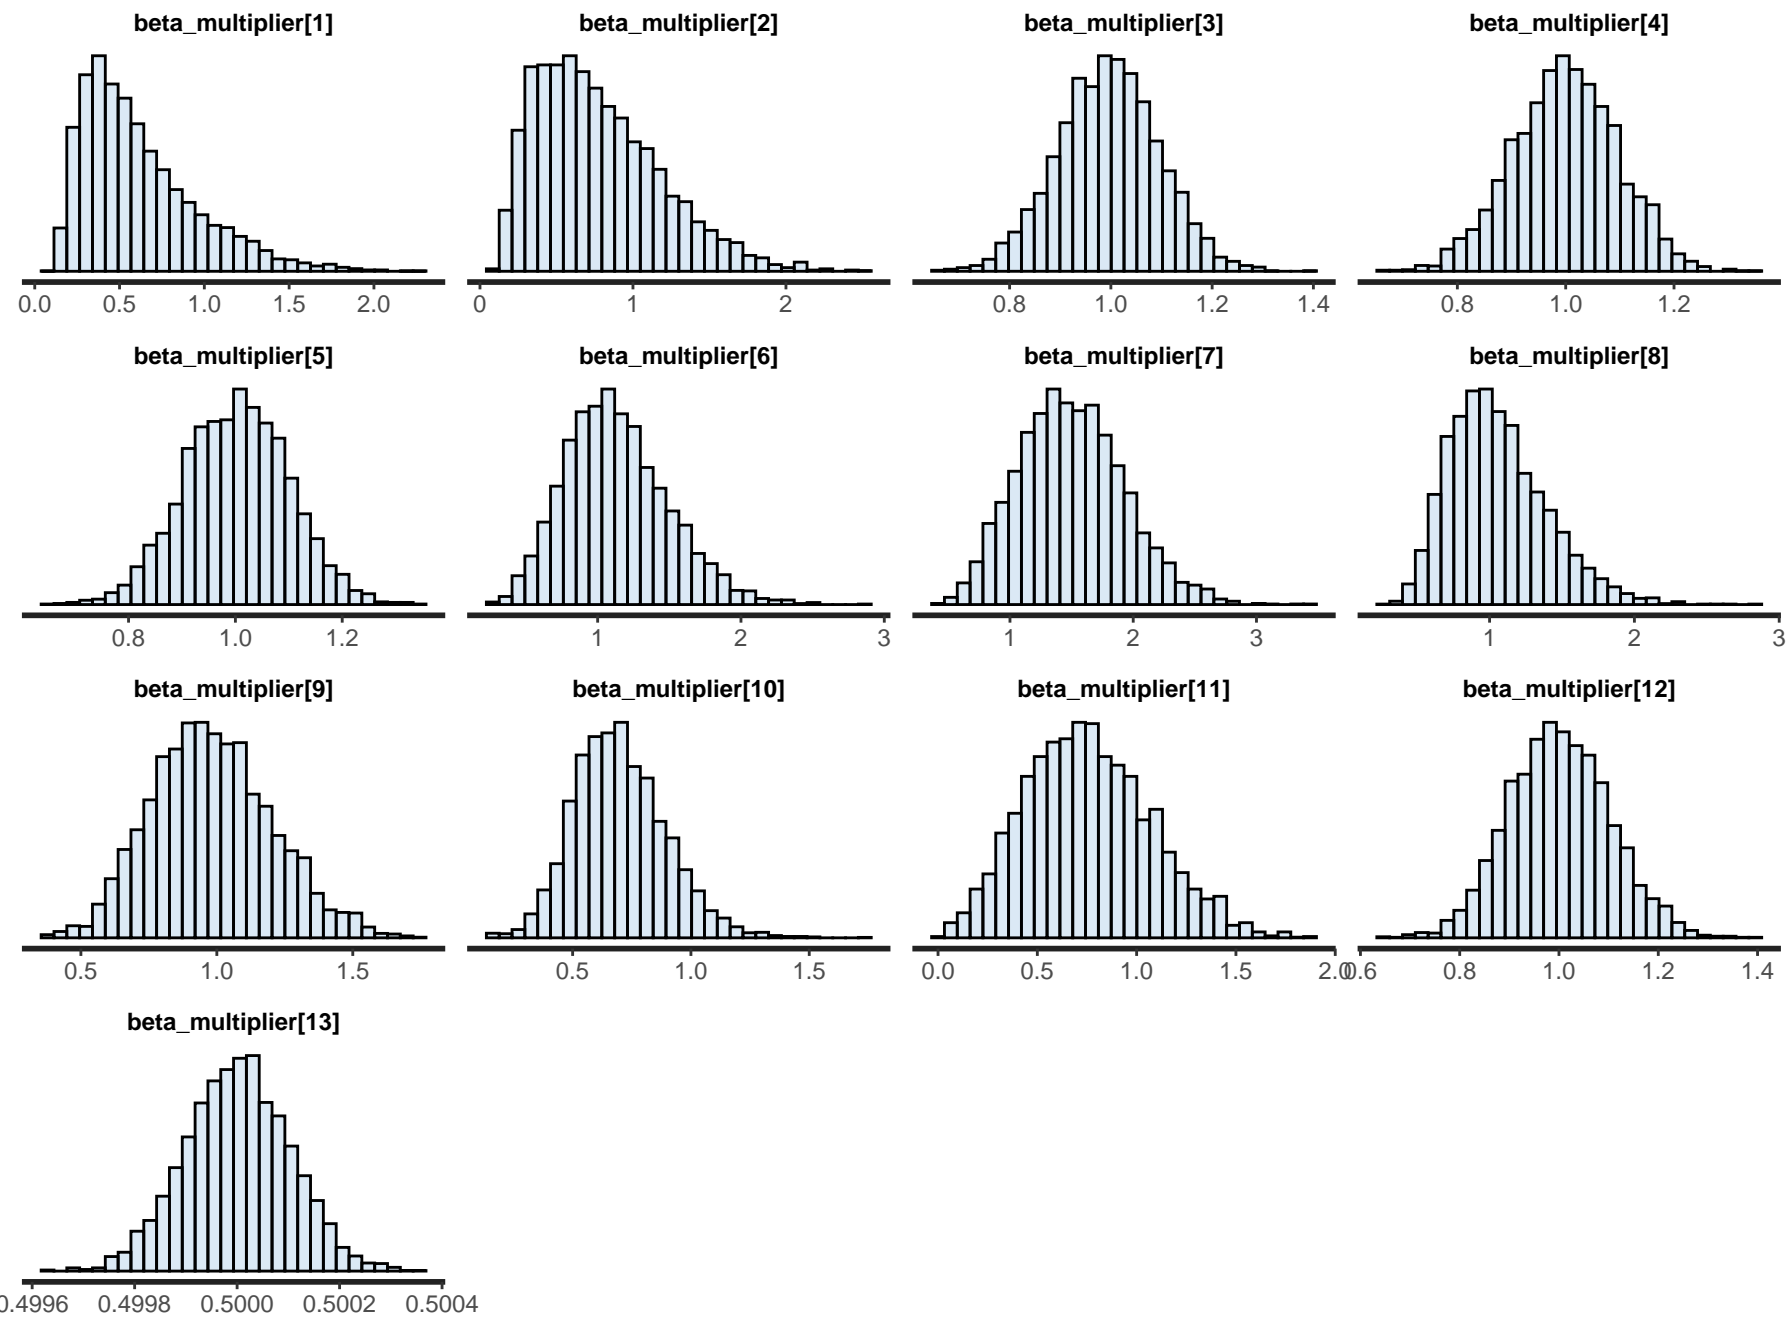 beta_multiplier[1] beta_multiplier[2] beta_multiplier[3] beta_multiplier[4]
0.0 0.5 1.0 1.5 2.0 0 1 2 0.8 1.0 1.2 1.4 0.8 1.0 1.2
beta_multiplier[5] beta_multiplier[6] beta_multiplier[7] beta_multiplier[8]
0.8 1.0 1.2 1 2 3 1 2 3 1 2 3
beta_multiplier[9] beta_multiplier[10] beta_multiplier[11] beta_multiplier[12]
0.5 1.0 1.5 0.5 1.0 1.5 0.0 0.5 1.0 1.5 2.0 0.6 0.8 1.0 1.2 1.4
beta_multiplier[13]
0.4996 0.4998 0.5000 0.5002 0.5004